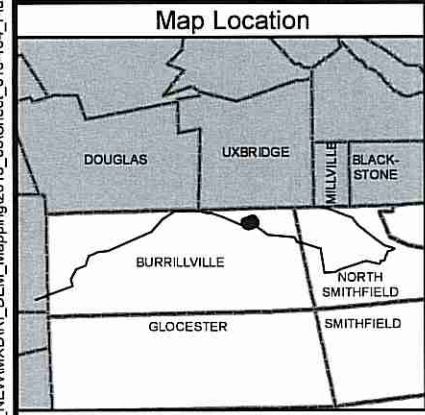 Map Location
DOUGLAS
UXBRIDGE
MILLVILLE
BLACK-
STONE
BURRILLVILLE
NORTH
SMITHFIELD
GLOCESTER
SMITHFIELD